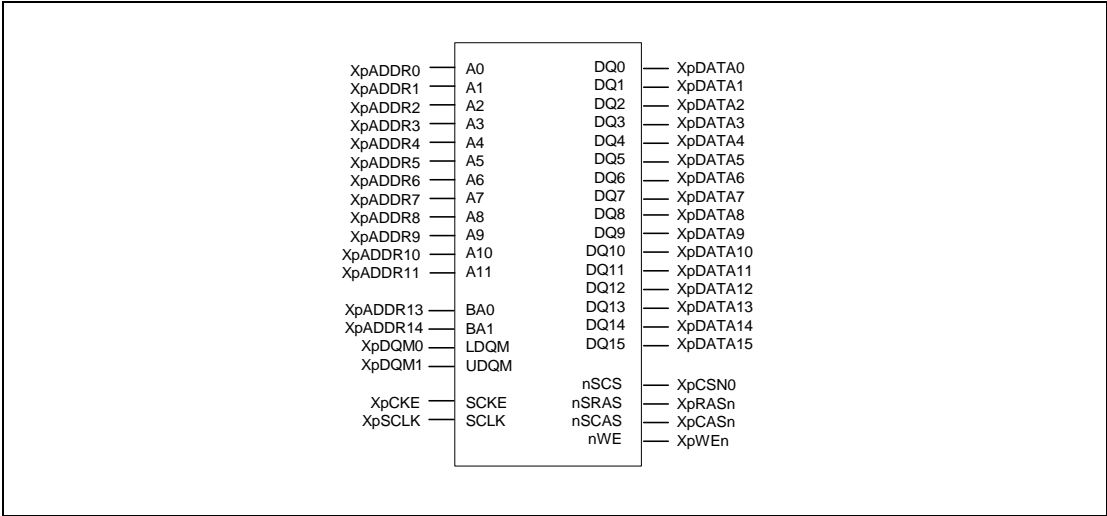 XpADDR0 A0 DQ0 XpDATA0
XpADDR1 A1 DQ1 XpDATA1
XpADDR2 A2 DQ2 XpDATA2
XpADDR3 A3 DQ3 XpDATA3
XpADDR4 A4 DQ4 XpDATA4
XpADDR5 A5 DQ5 XpDATA5
XpADDR6 A6 DQ6 XpDATA6
XpADDR7 A7 DQ7 XpDATA7
XpADDR8 A8 DQ8 XpDATA8
XpADDR9 A9 DQ9 XpDATA9
XpADDR10 A10 DQ10 XpDATA10
XpADDR11 A11 DQ11 XpDATA11
DQ12 XpDATA12
XpADDR13 BA0 DQ13 XpDATA13
XpADDR14 BA1 DQ14 XpDATA14
XpDQM0 LDQM DQ15 XpDATA15
XpDQM1 UDQM
nSCS XpCSN0
XpCKE SCKE nSRAS XpRASn
XpSCLK SCLK nSCAS XpCASn
nWE XpWEn